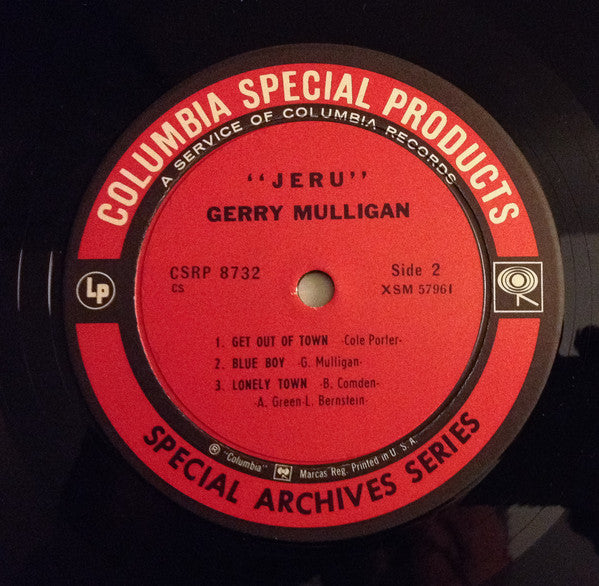 COLUMBIA SPECIAL PRODUCTS
A SERVICE OF COLUMBIA RECORDS
"JERU"
GERRY MULLIGAN
CSRP 8732
CS
Side 2
XSM 57961
Lp
1. GET OUT OF TOWN -Cole Porter-
2. BLUE BOY -G. Mulligan-
3. LONELY TOWN -B. Comden-
-A. Green-L. Bernstein-
® "Columbia" Marcas Reg. Printed in U.S.A.
SPECIAL ARCHIVES SERIES